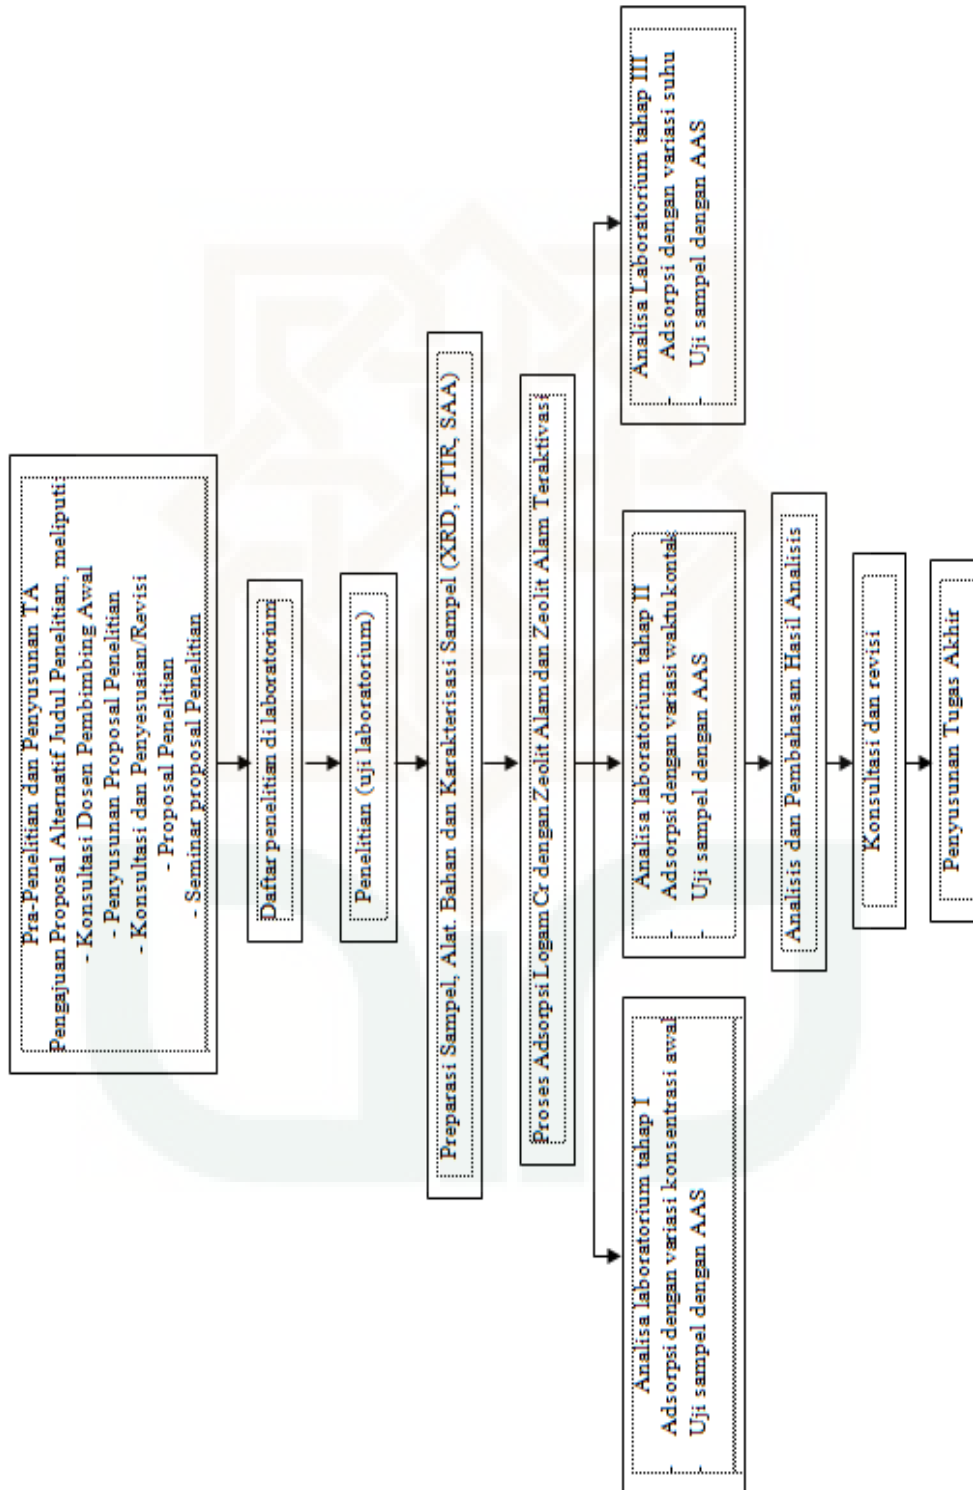 Pra-Penelitian dan Penyusunan TA
Pengajuan Proposal Alternatif Judul Penelitian, meliputi:
- Konsultasi Dosen Pembimbing Awal
- Penyusunan Proposal Penelitian
- Konsultasi dan Penyesuaian/Revisi
- Proposal Penelitian
- Seminar proposal Penelitian
Daftar penelitian di laboratorium
Penelitian (uji laboratorium)
Preparasi Sampel, Alat. Bahan dan Karakterisasi Sampel (XRD, FTIR, SAA)
Proses Adsorpsi Logam Cr dengan Zeolit Alam dan Zeolit Alam Teraktivasi
Analisa laboratorium tahap I
- Adsorpsi dengan variasi konsentrasi awal
- Uji sampel dengan AAS
Analisa laboratorium tahap II
- Adsorpsi dengan variasi waktu kontak
- Uji sampel dengan AAS
Analisa Laboratorium tahap III
- Adsorpsi dengan variasi suhu
- Uji sampel dengan AAS
Analisis dan Pembahasan Hasil Analisis
Konsultasi dan revisi
Penyusunan Tugas Akhir